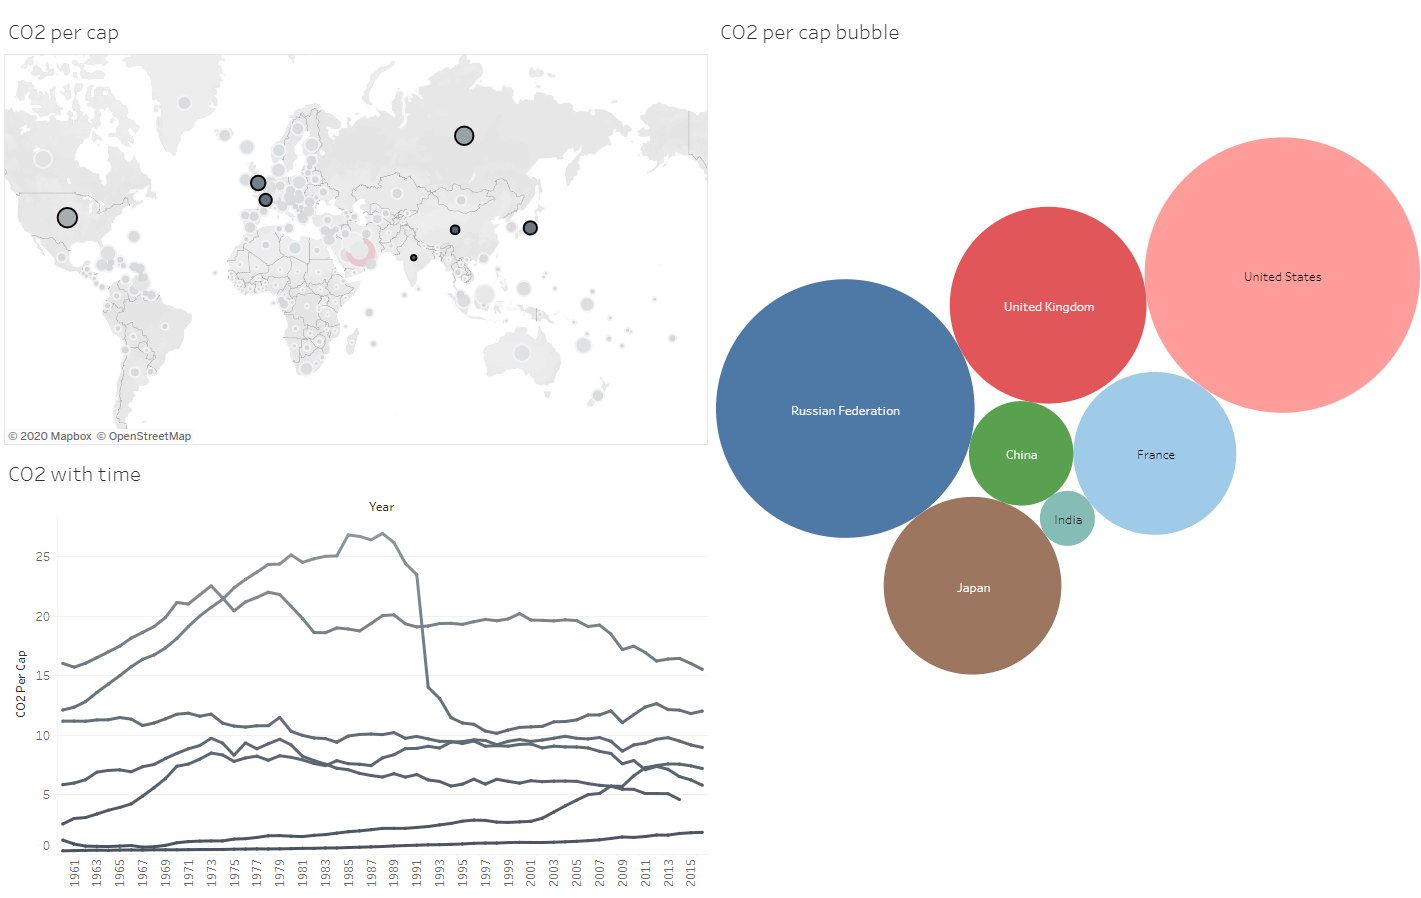 CO2 per cap
CO2 per cap bubble
© 2020 Mapbox © OpenStreetMap
CO2 with time
Year
CO2 Per Cap
25
20
15
10
5
0
1961
1963
1965
1967
1969
1971
1973
1975
1977
1979
1981
1983
1985
1987
1989
1991
1993
1995
1997
1999
2001
2003
2005
2007
2009
2011
2013
2015
United States
United Kingdom
Russian Federation
China
France
India
Japan